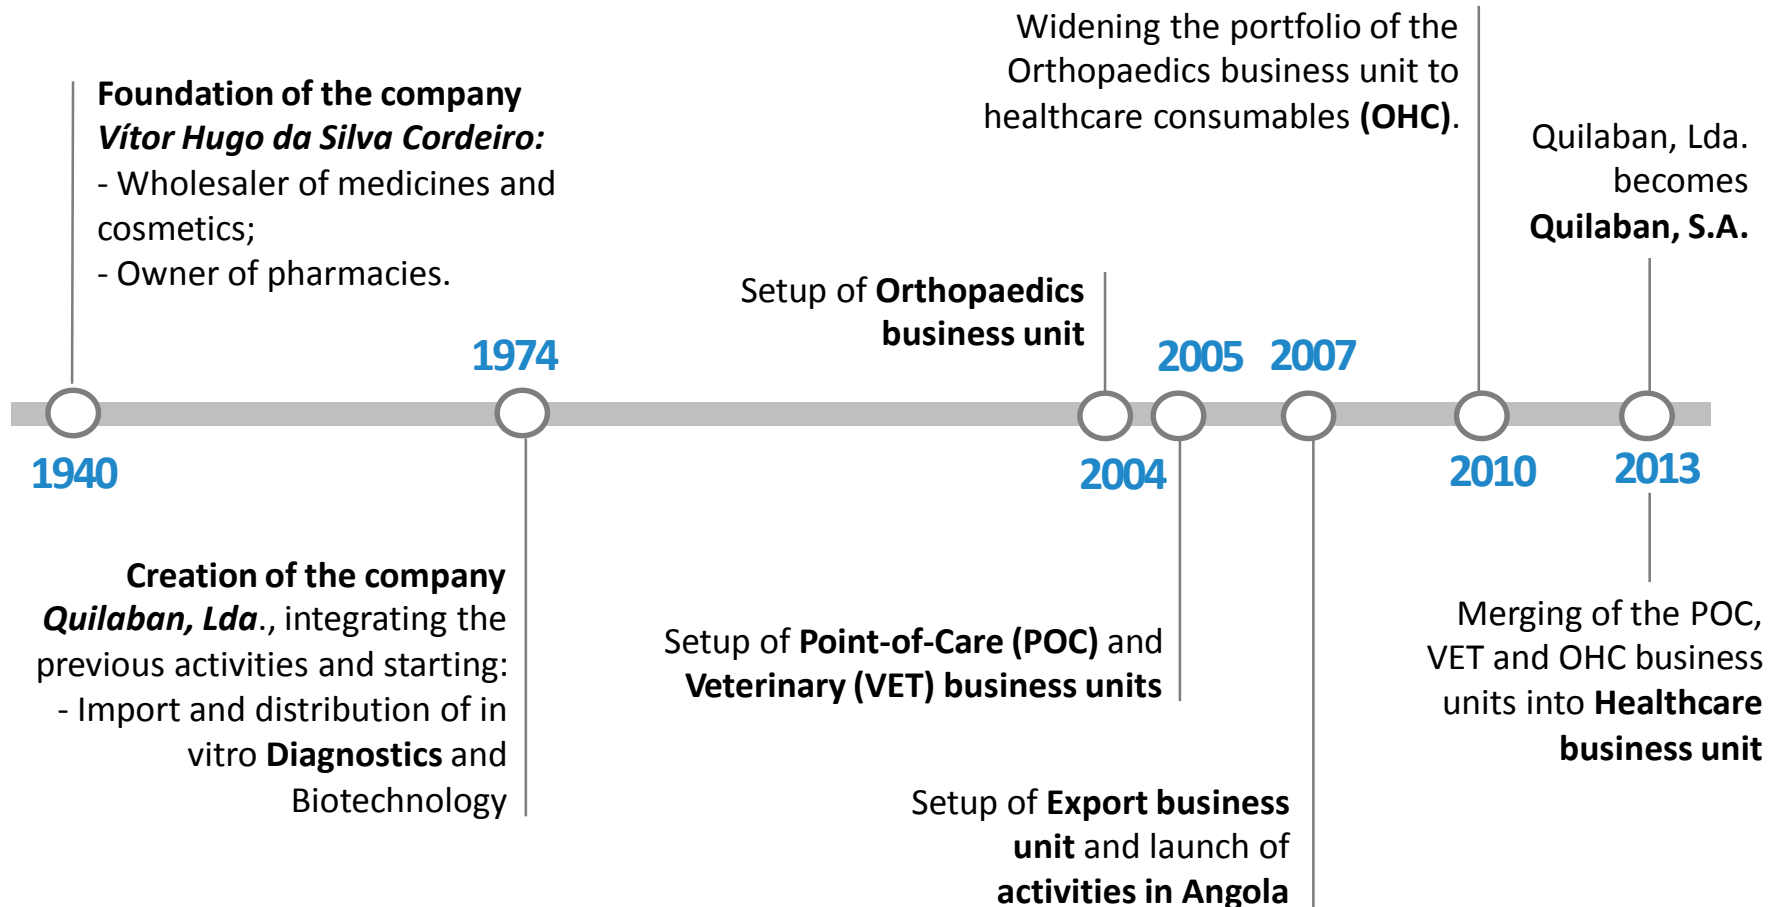 Foundation of the company
Vítor Hugo da Silva Cordeiro:
- Wholesaler of medicines and
cosmetics;
- Owner of pharmacies.
1940
1974
Creation of the company
Quilaban, Lda., integrating the
previous activities and starting:
- Import and distribution of in
vitro Diagnostics and
Biotechnology
Setup of Orthopaedics
business unit
2004
2005
Setup of Point-of-Care (POC) and
Veterinary (VET) business units
2007
Setup of Export business
unit and launch of
activities in Angola
Widening the portfolio of the
Orthopaedics business unit to
healthcare consumables (OHC).
2010
Quilaban, Lda.
becomes
Quilaban, S.A.
2013
Merging of the POC,
VET and OHC business
units into Healthcare
business unit